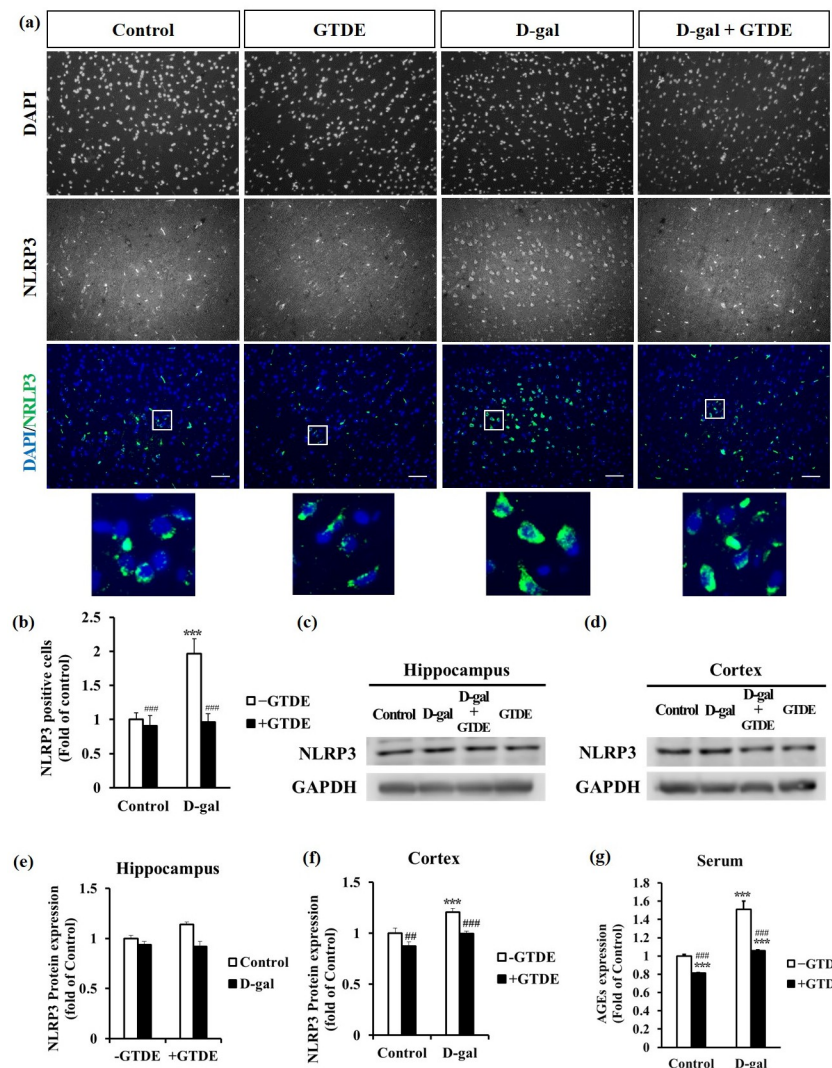 (a)
Control GTDE D-gal D-gal + GTDE
DAPI
NLRP3
DAPI/NRLP3
(b)
NLRP3 positive cells
(Fold of control)
2.5
2
1.5
1
0.5
0
***
###
###
Control D-gal
−GTDE
+GTDE
(c)
Hippocampus
Control D-gal D-gal + GTDE GTDE
NLRP3
GAPDH
(d)
Cortex
Control D-gal D-gal + GTDE GTDE
NLRP3
GAPDH
(e)
Hippocampus
NLRP3 Protein expression
(fold of Control)
1.5
1
0.5
0
-GTDE +GTDE
Control
D-gal
(f)
Cortex
NLRP3 Protein expression
(fold of Control)
1.5
1
0.5
0
##
***
###
Control D-gal
-GTDE
+GTDE
(g)
Serum
AGEs expression
(Fold of Control)
1.8
1.6
1.4
1.2
1
0.8
0.6
0.4
0.2
0
###
***
***
###
***
Control D-gal
−GTD
+GTD